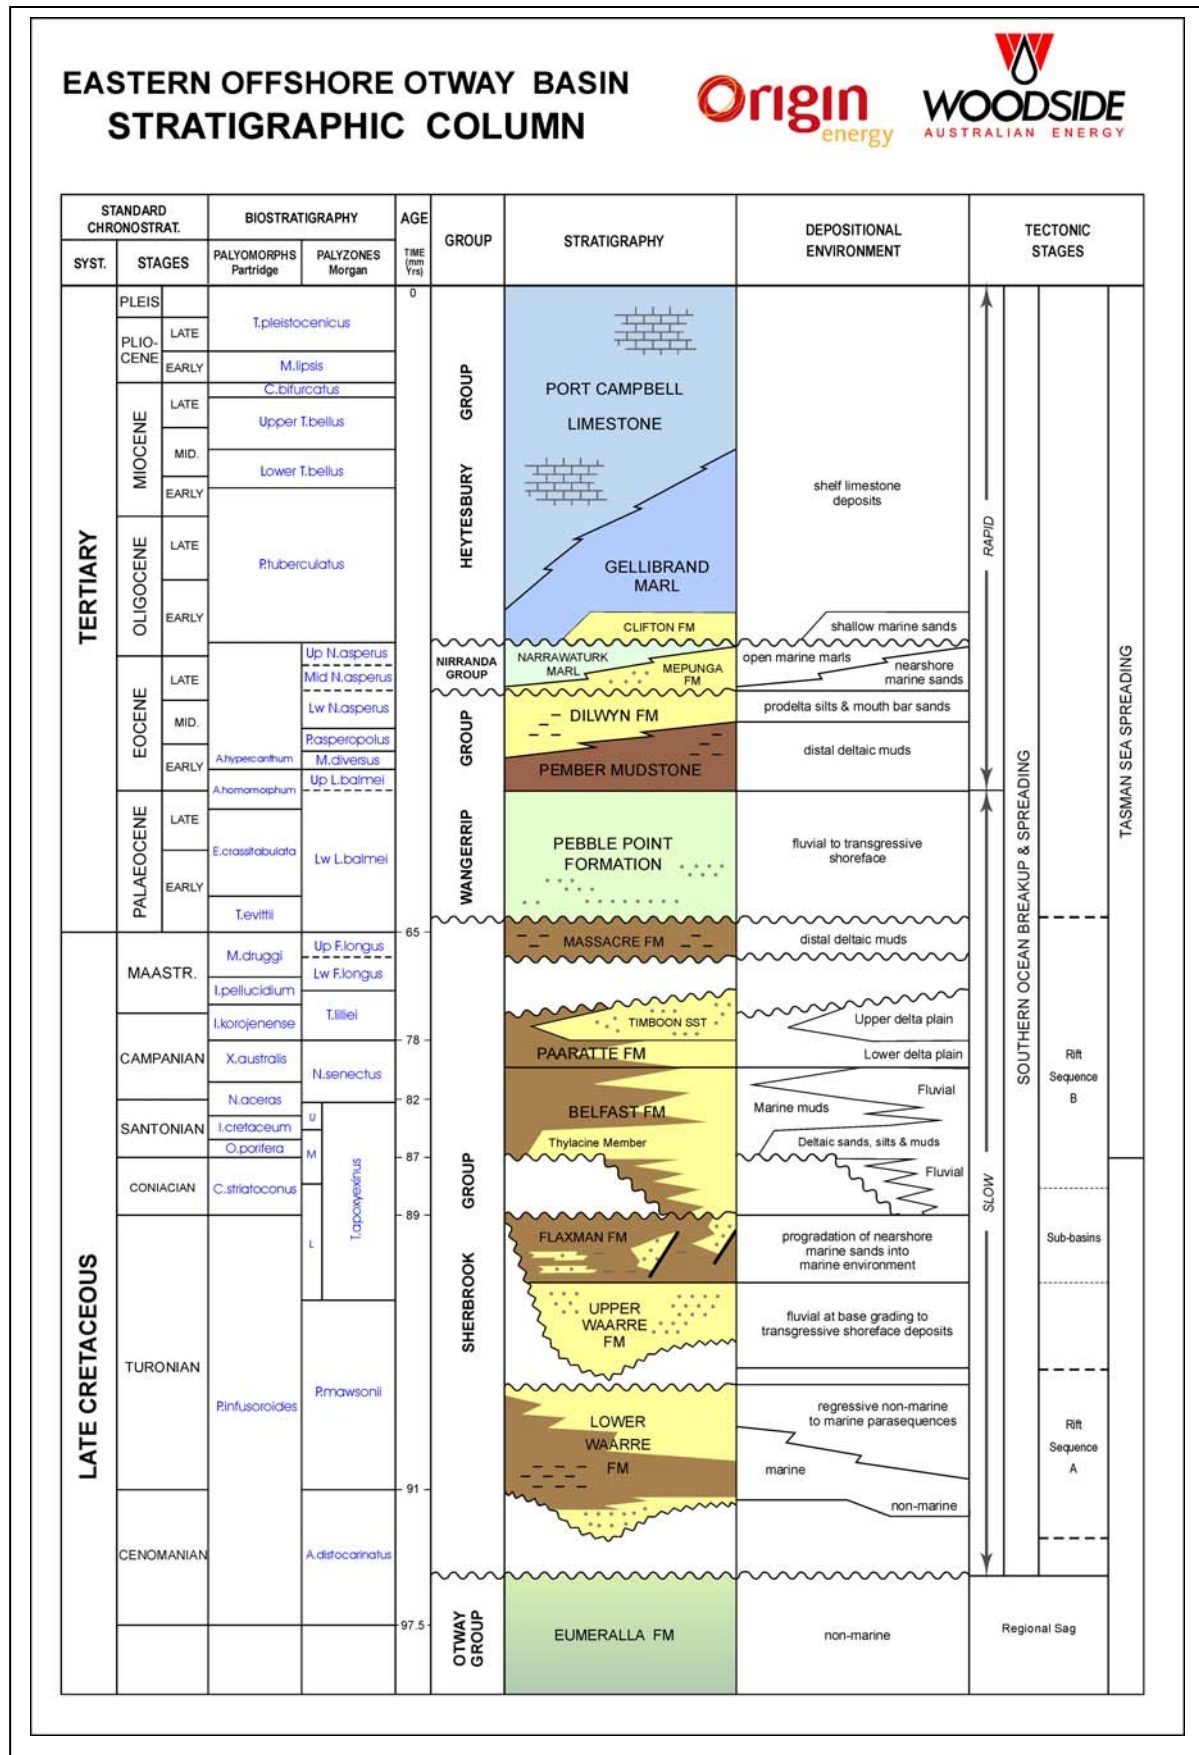 EASTERN OFFSHORE OTWAY BASIN
STRATIGRAPHIC COLUMN
Origin
energy
WOODSIDE
AUSTRALIAN ENERGY
STANDARD
CHRONOSTRAT.
BIOSTRATIGRAPHY
AGE
GROUP
STRATIGRAPHY
DEPOSITIONAL
ENVIRONMENT
TECTONIC
STAGES
SYST.
STAGES
PALYOMORPHS
Partridge
PALYZONES
Morgan
TIME
(mm
Yrs)
TERTIARY
LATE CRETACEOUS
PLEIS
PLIO-
CENE
LATE
EARLY
MIOCENE
LATE
MID.
EARLY
OLIGOCENE
LATE
EARLY
EOCENE
LATE
MID.
EARLY
PALAEOCENE
LATE
EARLY
MAASTR.
CAMPANIAN
SANTONIAN
CONIACIAN
TURONIAN
CENOMANIAN
T.pleistocenicus
M.lipsis
C.bifurcatus
Upper T.bellus
Lower T.bellus
P.tuberculatus
A.hypercanthum
A.homomorphum
E.crassitabulata
T.evittii
M.druggi
I.pellucidium
I.korojenense
X.australis
N.aceras
I.cretaceum
O.porifera
C.striatoconus
P.infusoroides
Up N.asperus
Mid N.asperus
Lw N.asperus
P.asperopolus
M.diversus
Up L.balmei
Lw L.balmei
Up F.longus
Lw F.longus
T.lilliei
N.senectus
U
M
L
T.apoxyexinus
P.mawsonii
A.distocarinatus
0
65
78
82
87
89
91
97.5
HEYTESBURY GROUP
NIRRANDA
GROUP
WANGERRIP GROUP
SHERBROOK GROUP
OTWAY
GROUP
PORT CAMPBELL
LIMESTONE
GELLIBRAND
MARL
CLIFTON FM
NARRAWATURK
MARL
MEPUNGA
FM
DILWYN FM
PEMBER MUDSTONE
PEBBLE POINT
FORMATION
MASSACRE FM
TIMBOON SST
PAARATTE FM
BELFAST FM
Thylacine Member
FLAXMAN FM
UPPER
WAARRE
FM
LOWER
WAARRE
FM
EUMERALLA FM
shelf limestone
deposits
shallow marine sands
open marine marls
nearshore
marine sands
prodelta silts & mouth bar sands
distal deltaic muds
fluvial to transgressive
shoreface
distal deltaic muds
Upper delta plain
Lower delta plain
Fluvial
Marine muds
Deltaic sands, silts & muds
Fluvial
progradation of nearshore
marine sands into
marine environment
fluvial at base grading to
transgressive shoreface deposits
regressive non-marine
to marine parasequences
marine
non-marine
non-marine
RAPID
SLOW
SOUTHERN OCEAN BREAKUP & SPREADING
Rift
Sequence
B
Sub-basins
Rift
Sequence
A
TASMAN SEA SPREADING
Regional Sag